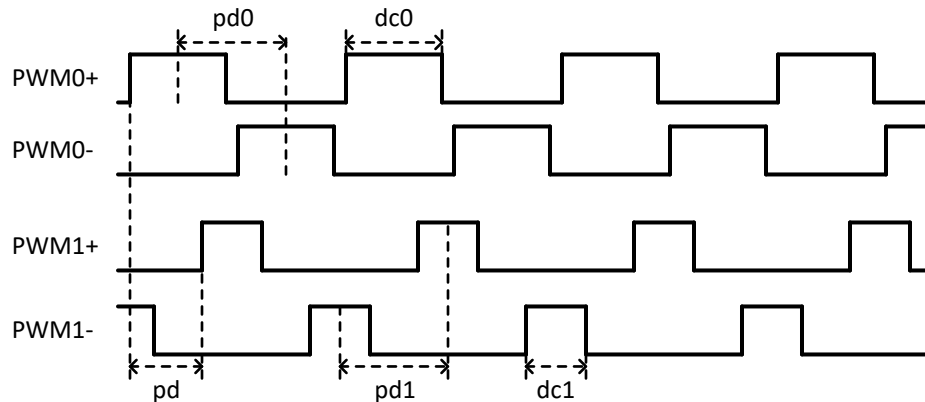 pd0 dc0
PWM0+
PWM0-
PWM1+
PWM1-
pd pd1 dc1